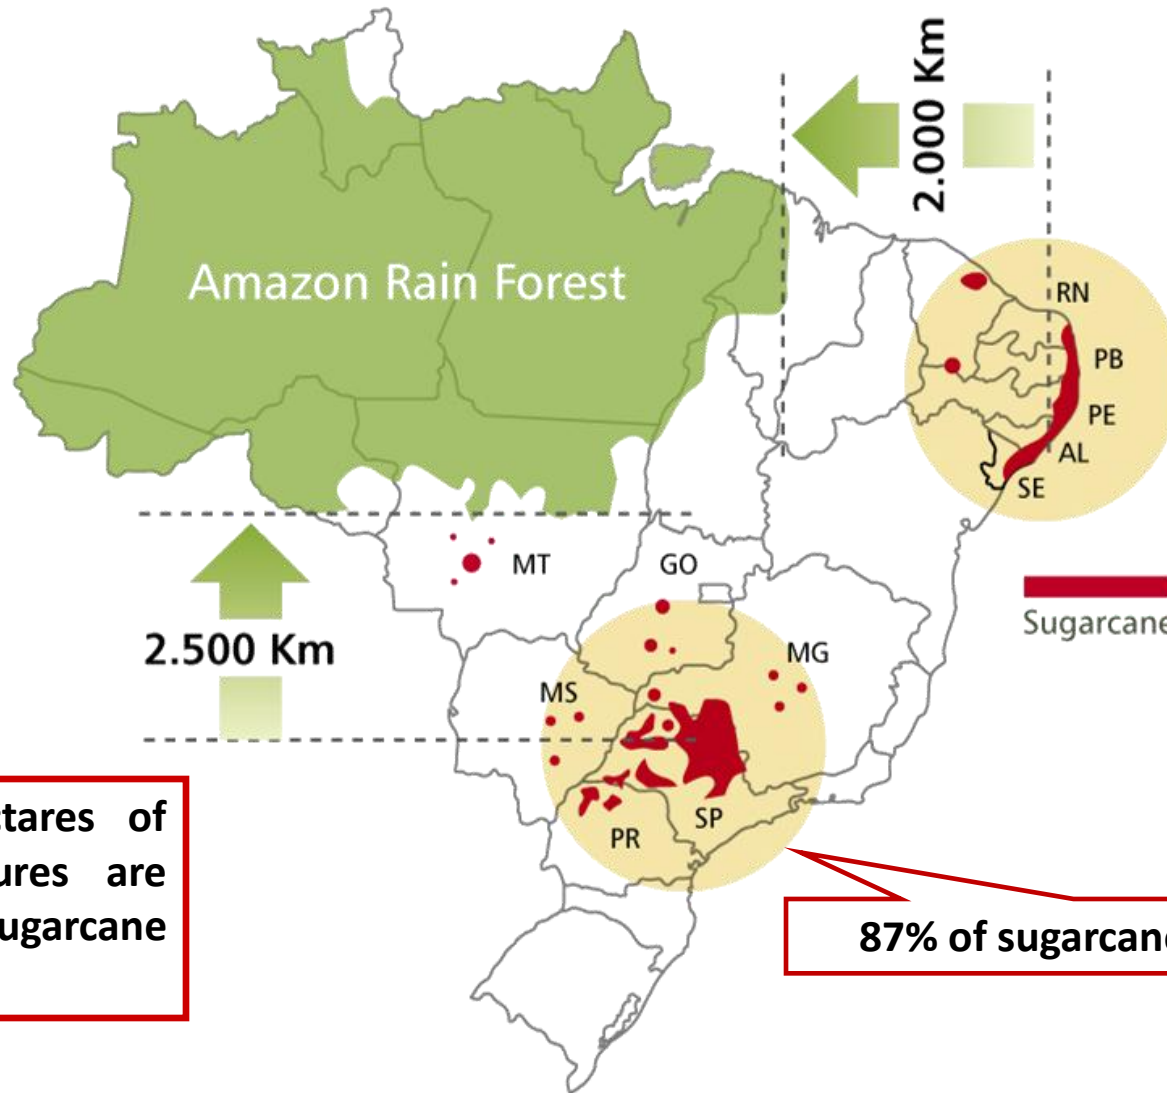 2.000 Km
Amazon Rain Forest
RN
PB
PE
AL
SE
MT
GO
Sugarcane
2.500 Km
MG
MS
SP
PR
ctares of
ures are
ugarcane
87% of sugarcane